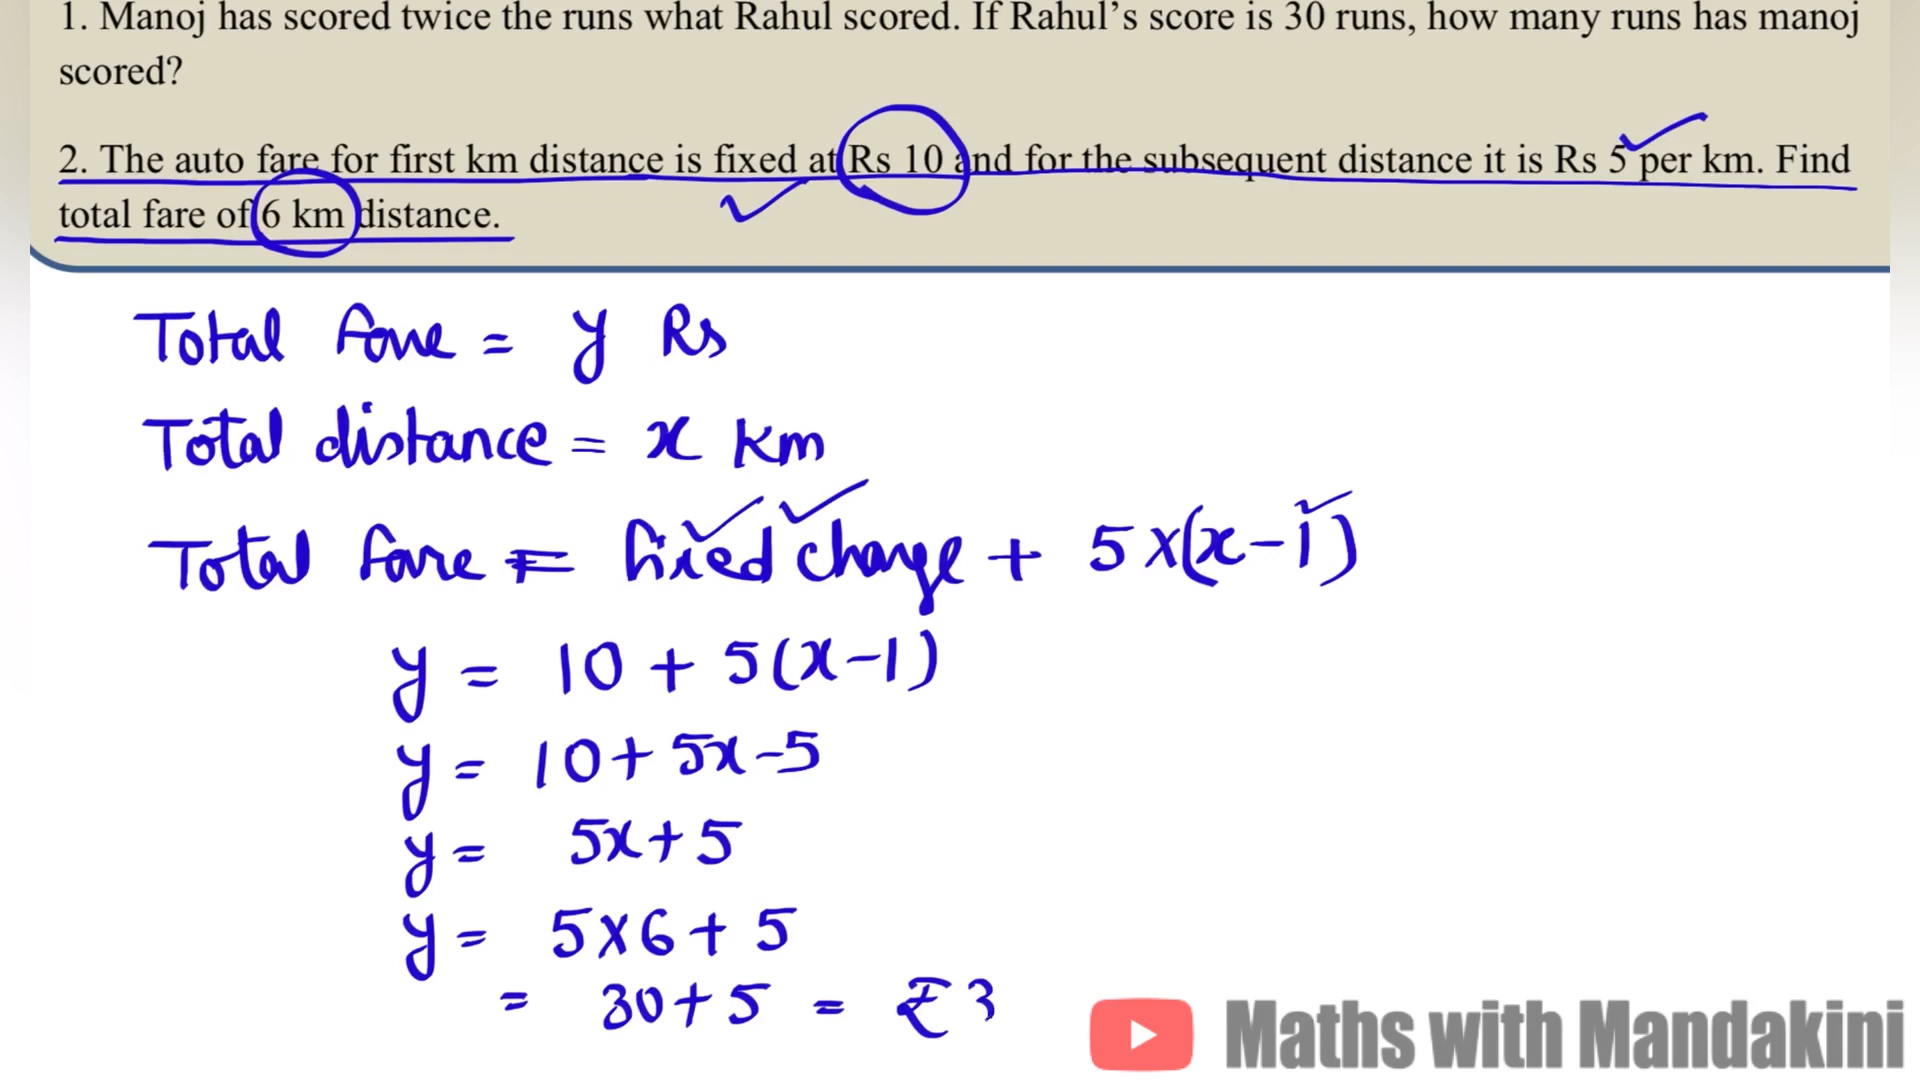 1. Manoj has scored twice the runs what Rahul scored. If Rahul’s score is 30 runs, how many runs has manoj
scored?
2. The auto fare for first km distance is fixed at Rs 10 and for the subsequent distance it is Rs 5 per km. Find
total fare of 6 km distance.
Total fare = y Rs
Total distance = x Km
Total fare = fixed charge + 5 x(x-1)
y = 10 + 5(x-1)
y = 10+ 5x-5
y = 5x+5
y = 5x6+ 5
= 30+5 = ₹3
Maths with Mandakini